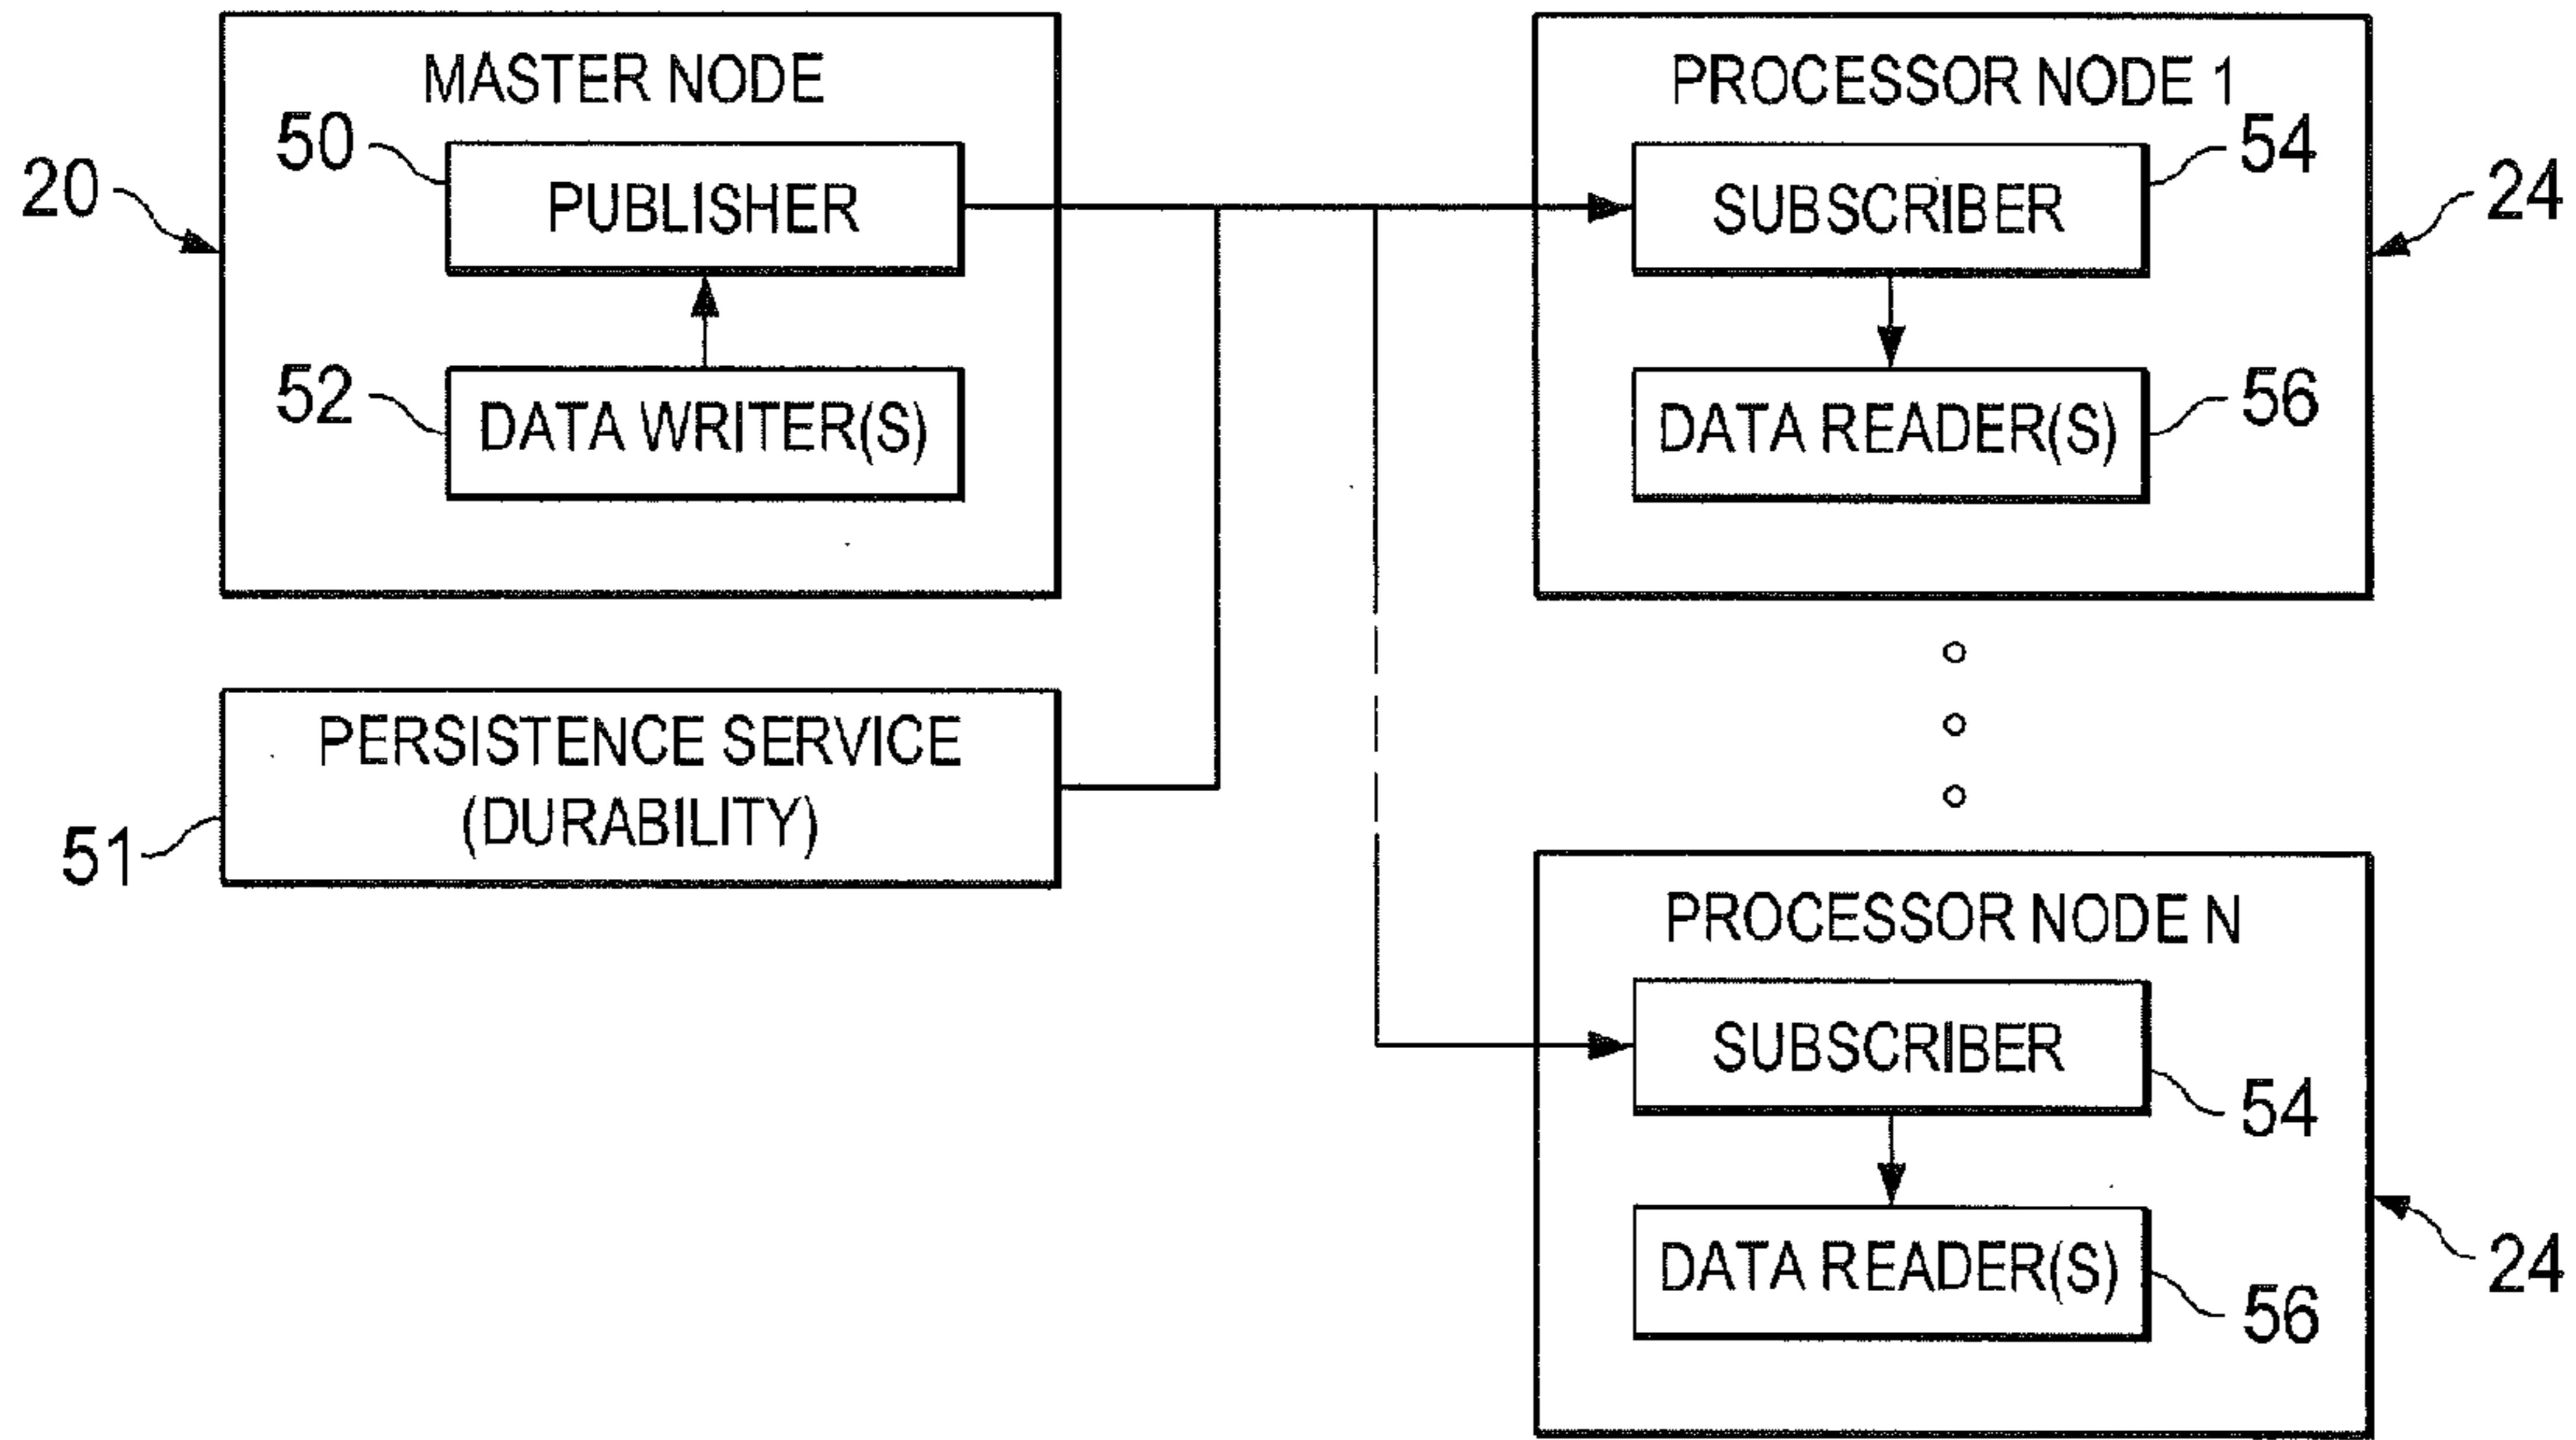 MASTER NODE
50
20
PUBLISHER
52
DATA WRITER(S)
PERSISTENCE SERVICE
(DURABILITY)
51
PROCESSOR NODE 1
54
SUBSCRIBER
24
56
DATA READER(S)
PROCESSOR NODE N
SUBSCRIBER
54
DATA READER(S)
24
56